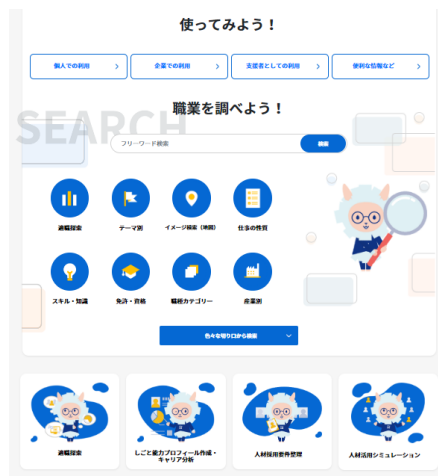 使ってみよう！
個人での利用
企業での利用
支援者としての利用
便利な情報など
職業を調べよう！
SEARCH
フリーワード検索
検索
適職探索
テーマ別
イメージ検索（地図）
仕事の性質
スキル・知識
免許・資格
職種カテゴリー
産業別
色々な切り口から検索
適職探索
しごと能力プロフィール作成・
キャリア分析
人材採用要件整理
人材活用シミュレーション